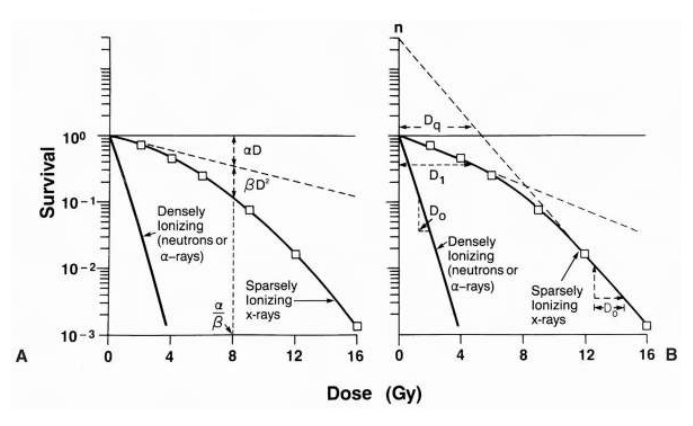 Survival
10⁰
10⁻¹
10⁻²
10⁻³
αD
βD²
Densely
Ionizing
(neutrons or
α–rays)
Sparsely
Ionizing
x-rays
α
β
A
0 4 8 12 16
n
Dq
D₁
D₀
Densely
Ionizing
(neutrons or
α–rays)
Sparsely
Ionizing
x-rays
D₀
0 4 8 12 16 B
Dose (Gy)